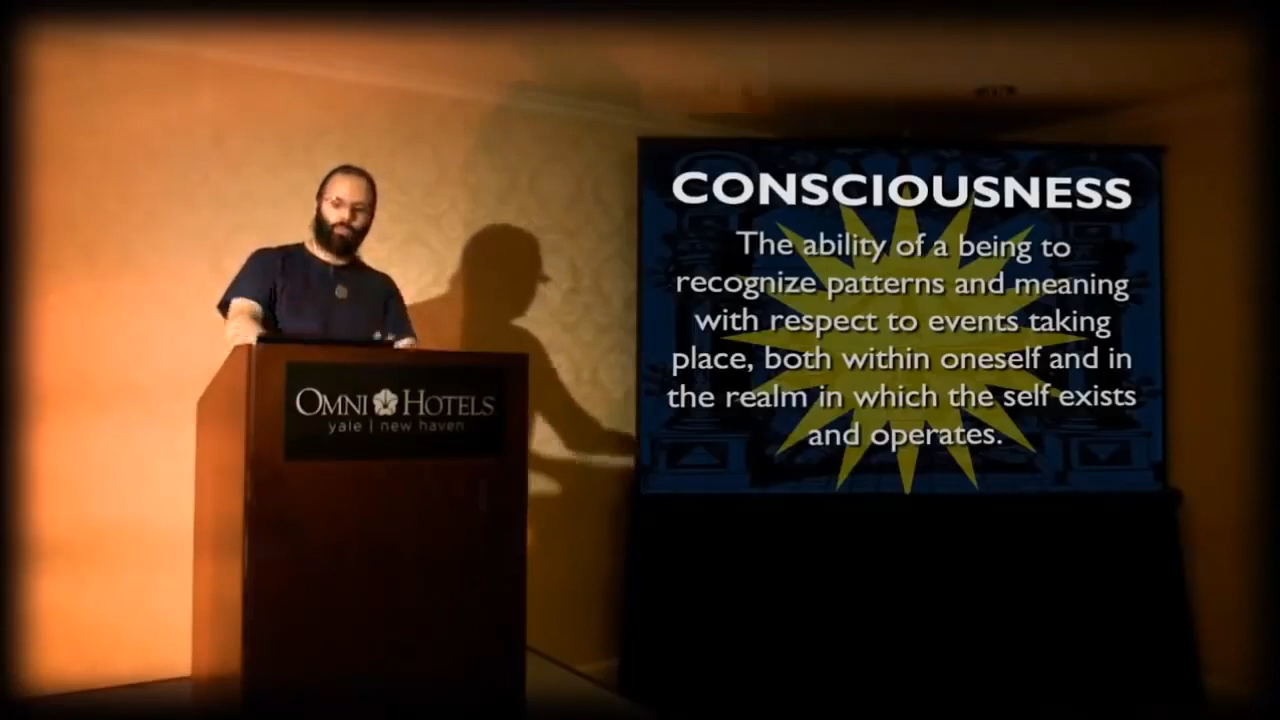 CONSCIOUSNESS
The ability of a being to
recognize patterns and meaning
with respect to events taking
place, both within oneself and in
the realm in which the self exists
and operates.
OMNI HOTELS
yale | new haven